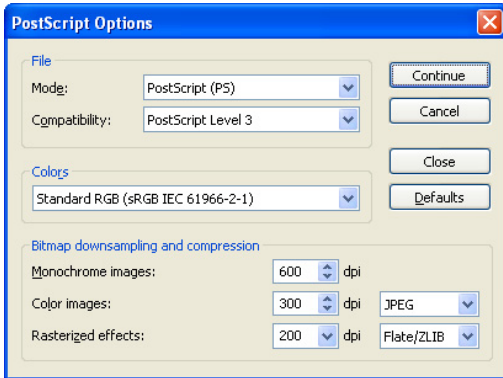 PostScript Options
File
Mode: PostScript (PS)
Compatibility: PostScript Level 3
Continue
Cancel
Close
Defaults
Colors
Standard RGB (sRGB IEC 61966-2-1)
Bitmap downsampling and compression
Monochrome images: 600 dpi
Color images: 300 dpi JPEG
Rasterized effects: 200 dpi Flate/ZLIB